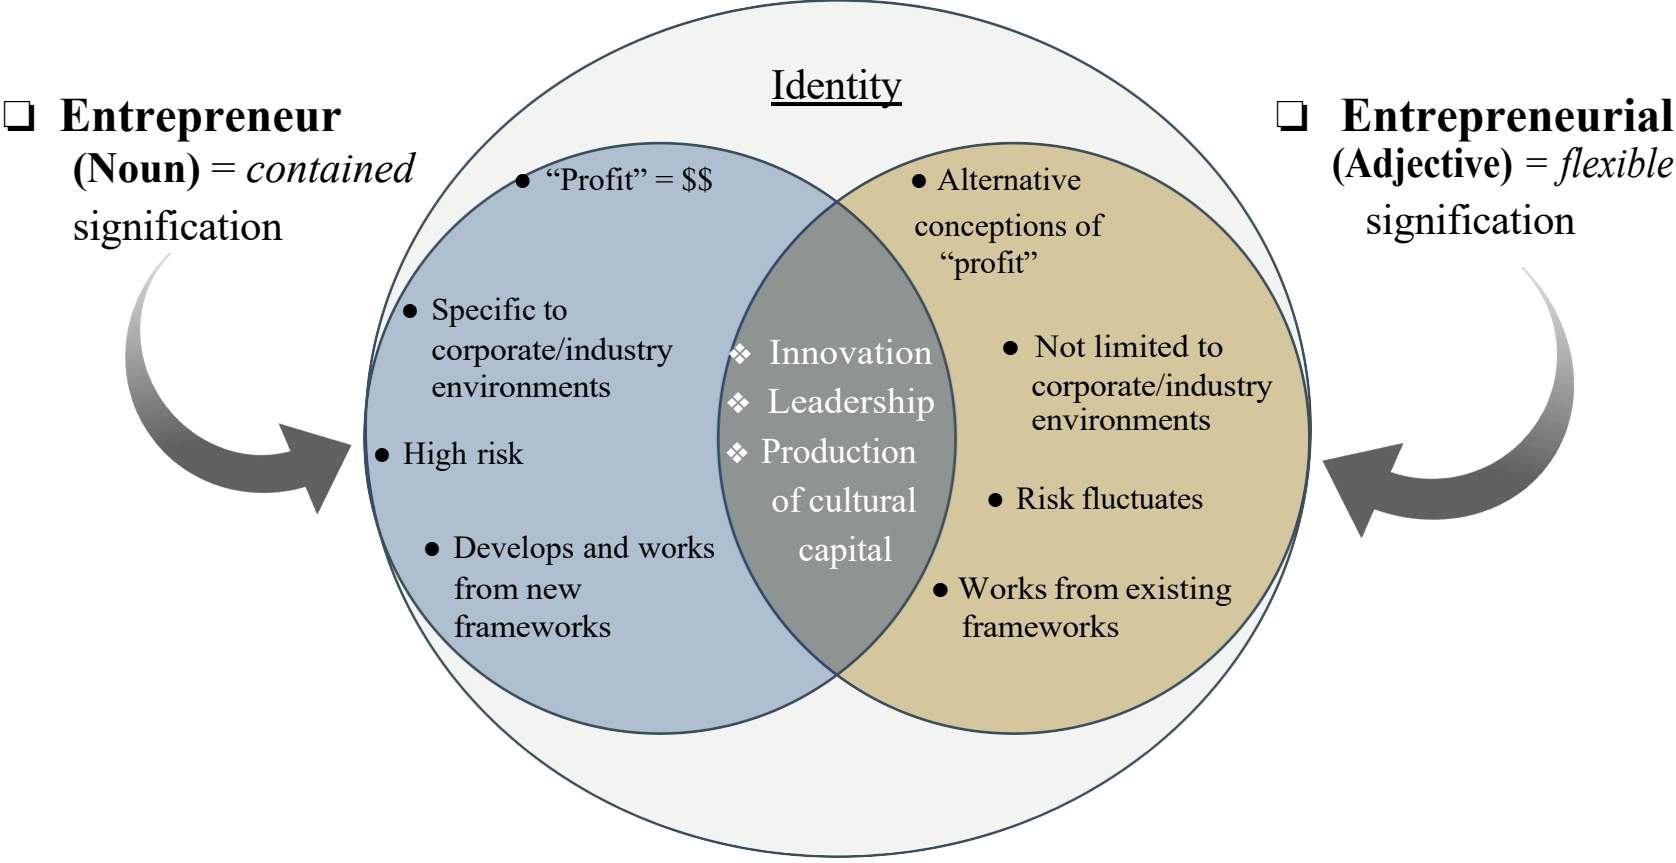 Identity
❏ Entrepreneur
(Noun) = contained
signification
❏ Entrepreneurial
(Adjective) = flexible
signification
● “Profit” = $$
● Specific to
corporate/industry
environments
● High risk
● Develops and works
from new
frameworks
❖ Innovation
❖ Leadership
❖ Production
of cultural
capital
● Alternative
conceptions of
“profit”
● Not limited to
corporate/industry
environments
● Risk fluctuates
● Works from existing
frameworks